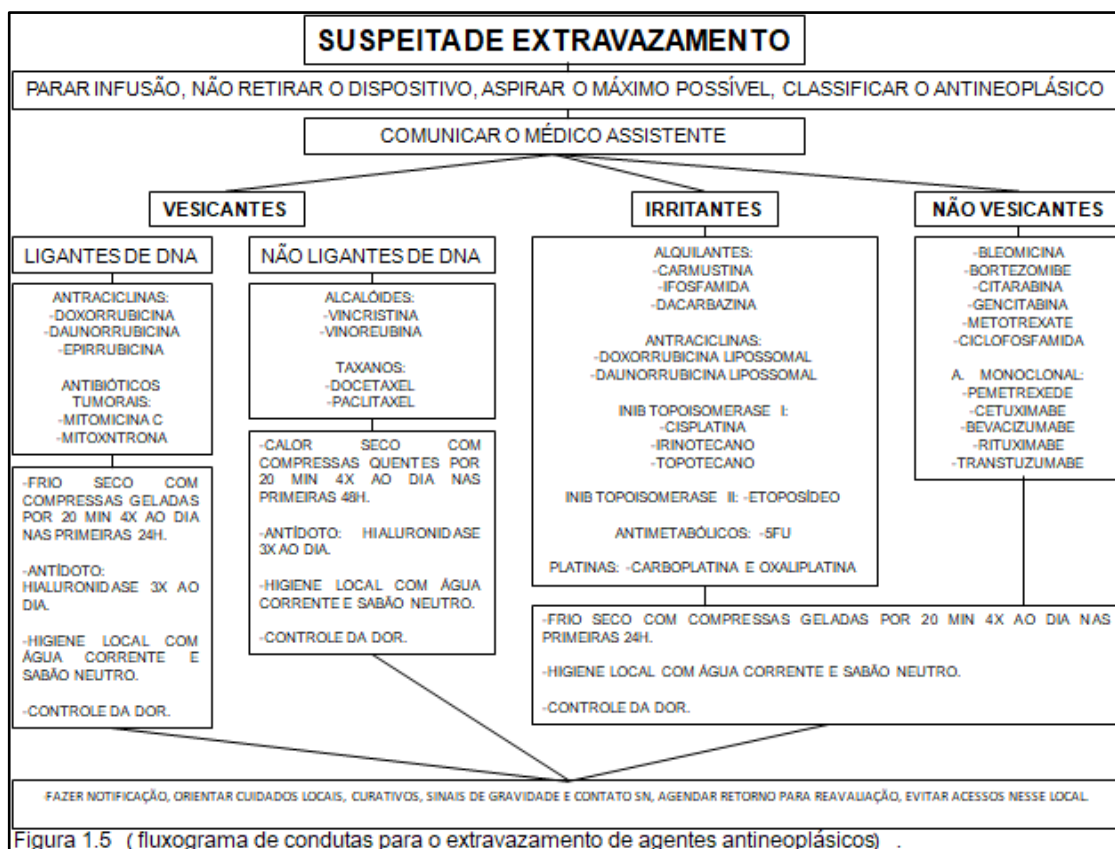 SUSPEITA DE EXTRAVAZAMENTO
PARAR INFUSÃO, NÃO RETIRAR O DISPOSITIVO, ASPIRAR O MÁXIMO POSSÍVEL, CLASSIFICAR O ANTINEOPLÁSICO
COMUNICAR O MÉDICO ASSISTENTE
VESICANTES
LIGANTES DE DNA
ANTRACICLINAS:
-DOXORRUBICINA
-DAUNORRUBICINA
-EPIRRUBICINA
ANTIBIÓTICOS
TUMORAIS:
-MITOMICINA C
-MITOXNTRONA
-FRIO SECO COM
COMPRESSAS GELADAS
POR 20 MIN 4X AO DIA
NAS PRIMEIRAS 24H.
-ANTÍDOTO:
HIALURONIDASE 3X AO
DIA.
-HIGIENE LOCAL COM
ÁGUA CORRENTE E
SABÃO NEUTRO.
-CONTROLE DA DOR.
NÃO LIGANTES DE DNA
ALCALÓIDES:
-VINCRISTINA
-VINOREUBINA
TAXANOS:
-DOCETAXEL
-PACLITAXEL
-CALOR SECO COM
COMPRESSAS QUENTES POR
20 MIN 4X AO DIA NAS
PRIMEIRAS 48H.
-ANTÍDOTO: HIALURONIDASE
3X AO DIA.
-HIGIENE LOCAL COM ÁGUA
CORRENTE E SABÃO NEUTRO.
-CONTROLE DA DOR.
IRRITANTES
ALQUILANTES:
-CARMUSTINA
-IFOSFAMIDA
-DACARBAZINA
ANTRACICLINAS:
-DOXORRUBICINA LIPOSSOMAL
-DAUNORRUBICINA LIPOSSOMAL
INIB TOPOISOMERASE I:
-CISPLATINA
-IRINOTECANO
-TOPOTECANO
INIB TOPOISOMERASE II: -ETOPOSÍDEO
ANTIMETABÓLICOS: -5FU
PLATINAS: -CARBOPLATINA E OXALIPLATINA
NÃO VESICANTES
-BLEOMICINA
-BORTEZOMIBE
-CITARABINA
-GENCITABINA
-METOTREXATE
-CICLOFOSFAMIDA
A. MONOCLONAL:
-PEMETREXEDE
-CETUXIMABE
-BEVACIZUMABE
-RITUXIMABE
-TRANSTUZUMABE
-FRIO SECO COM COMPRESSAS GELADAS POR 20 MIN 4X AO DIA NAS
PRIMEIRAS 24H.
-HIGIENE LOCAL COM ÁGUA CORRENTE E SABÃO NEUTRO.
-CONTROLE DA DOR.
-FAZER NOTIFICAÇÃO, ORIENTAR CUIDADOS LOCAIS, CURATIVOS, SINAIS DE GRAVIDADE E CONTATO SN, AGENDAR RETORNO PARA REAVALIAÇÃO, EVITAR ACESSOS NESSE LOCAL.
Figura 1.5 ( fluxograma de condutas para o extravazamento de agentes antineoplásicos) .